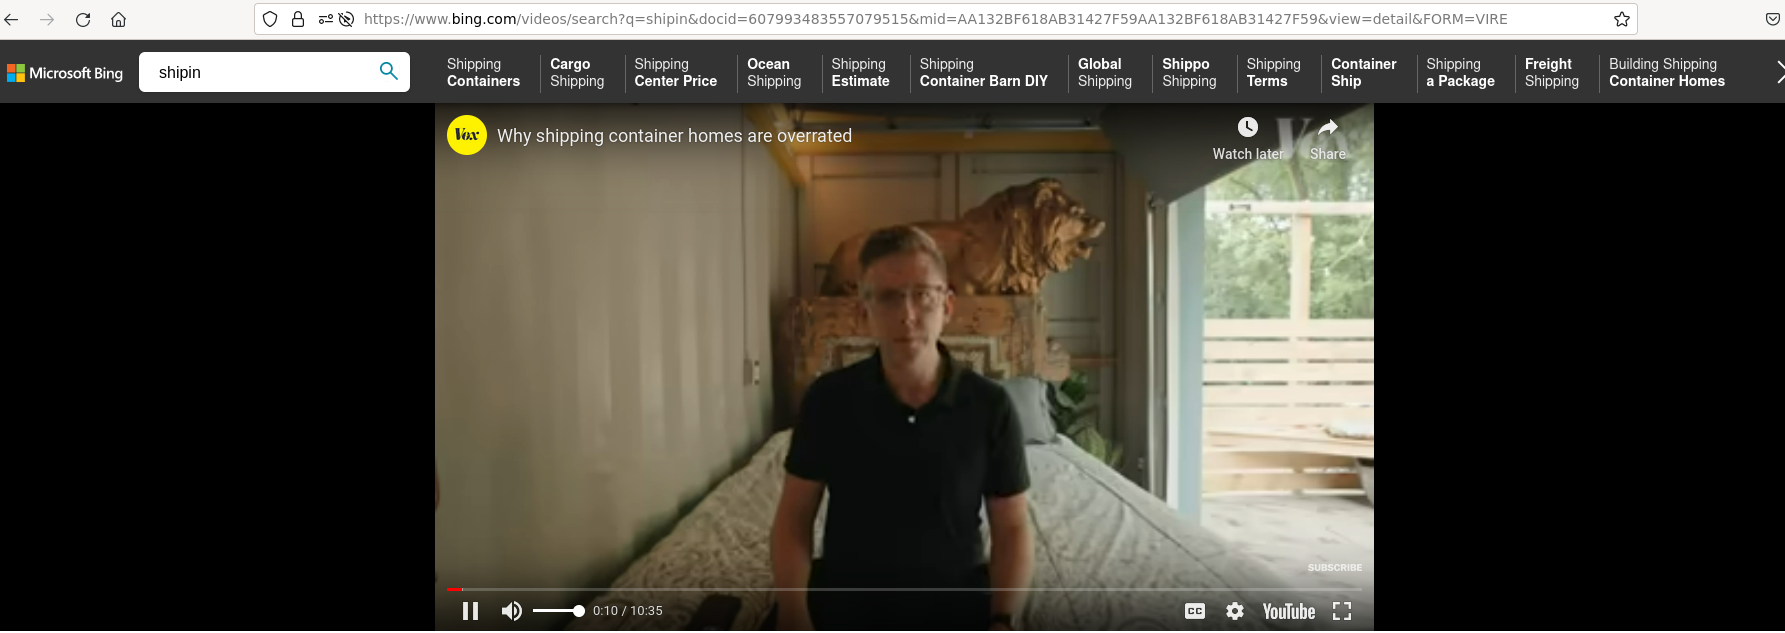 https://www.bing.com/videos/search?q=shipin&docid=607993483557079515&mid=AA132BF618AB31427F59AA132BF618AB31427F59&view=detail&FORM=VIRE
Microsoft Bing
shipin
Shipping Containers
Cargo Shipping
Shipping Center Price
Ocean Shipping
Shipping Estimate
Shipping Container Barn DIY
Global Shipping
Shippo Shipping
Shipping Terms
Container Ship
Shipping a Package
Freight Shipping
Building Shipping Container Homes
Vox
Why shipping container homes are overrated
Watch later
Share
SUBSCRIBE
0:10 / 10:35
CC
YouTube